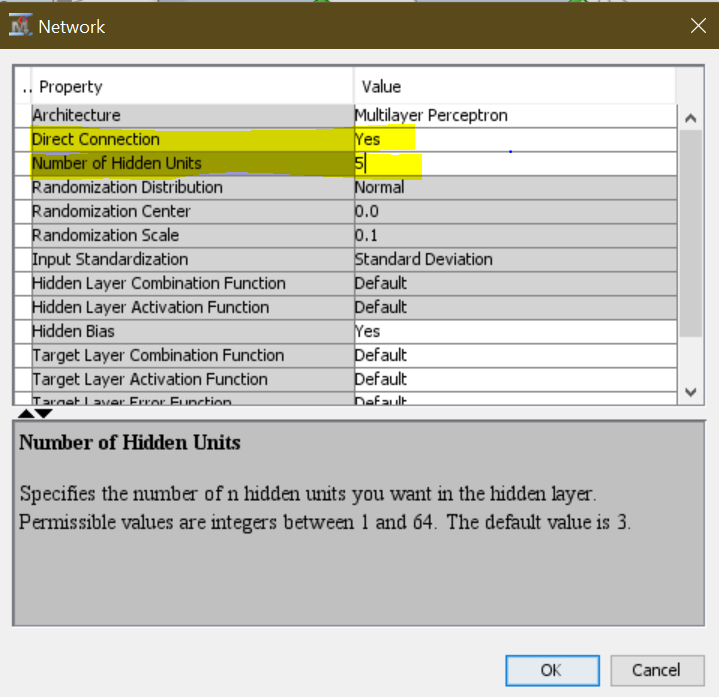 Network
.. Property Value
Architecture Multilayer Perceptron
Direct Connection Yes
Number of Hidden Units 5
Randomization Distribution Normal
Randomization Center 0.0
Randomization Scale 0.1
Input Standardization Standard Deviation
Hidden Layer Combination Function Default
Hidden Layer Activation Function Default
Hidden Bias Yes
Target Layer Combination Function Default
Target Layer Activation Function Default
Target Layer Error Function Default
Number of Hidden Units
Specifies the number of n hidden units you want in the hidden layer.
Permissible values are integers between 1 and 64. The default value is 3.
OK Cancel